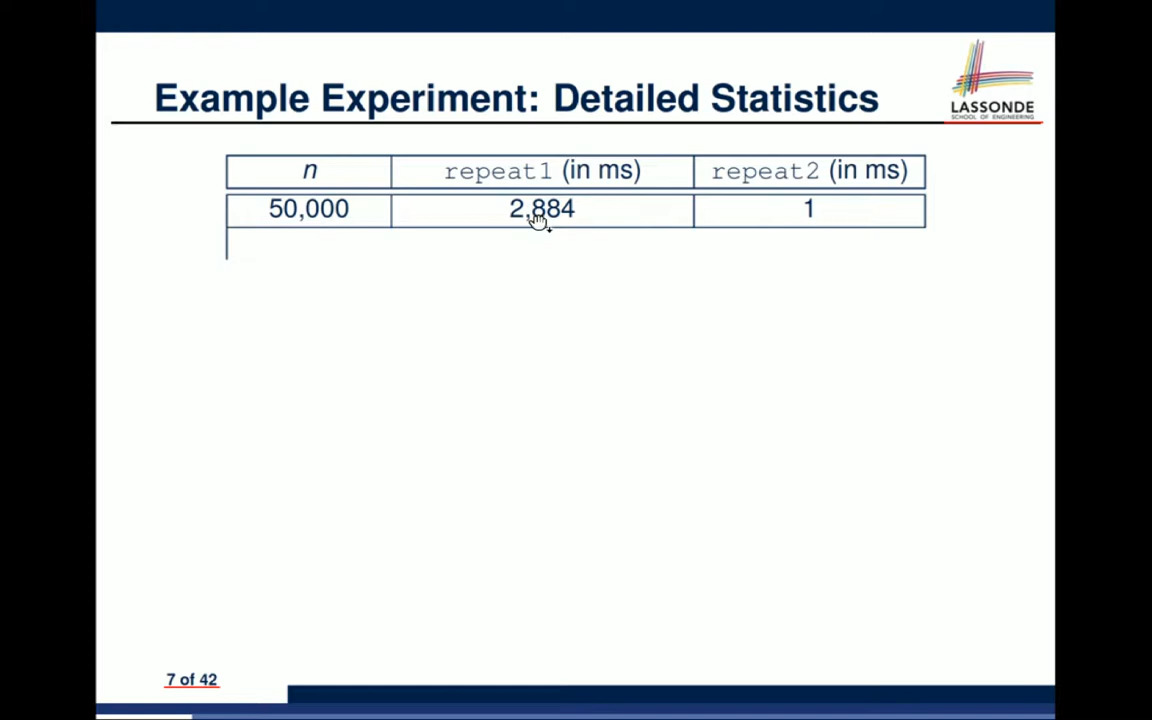 LASSONDE
SCHOOL OF ENGINEERING
Example Experiment: Detailed Statistics
n repeat1 (in ms) repeat2 (in ms)
50,000 2,884 1
7 of 42